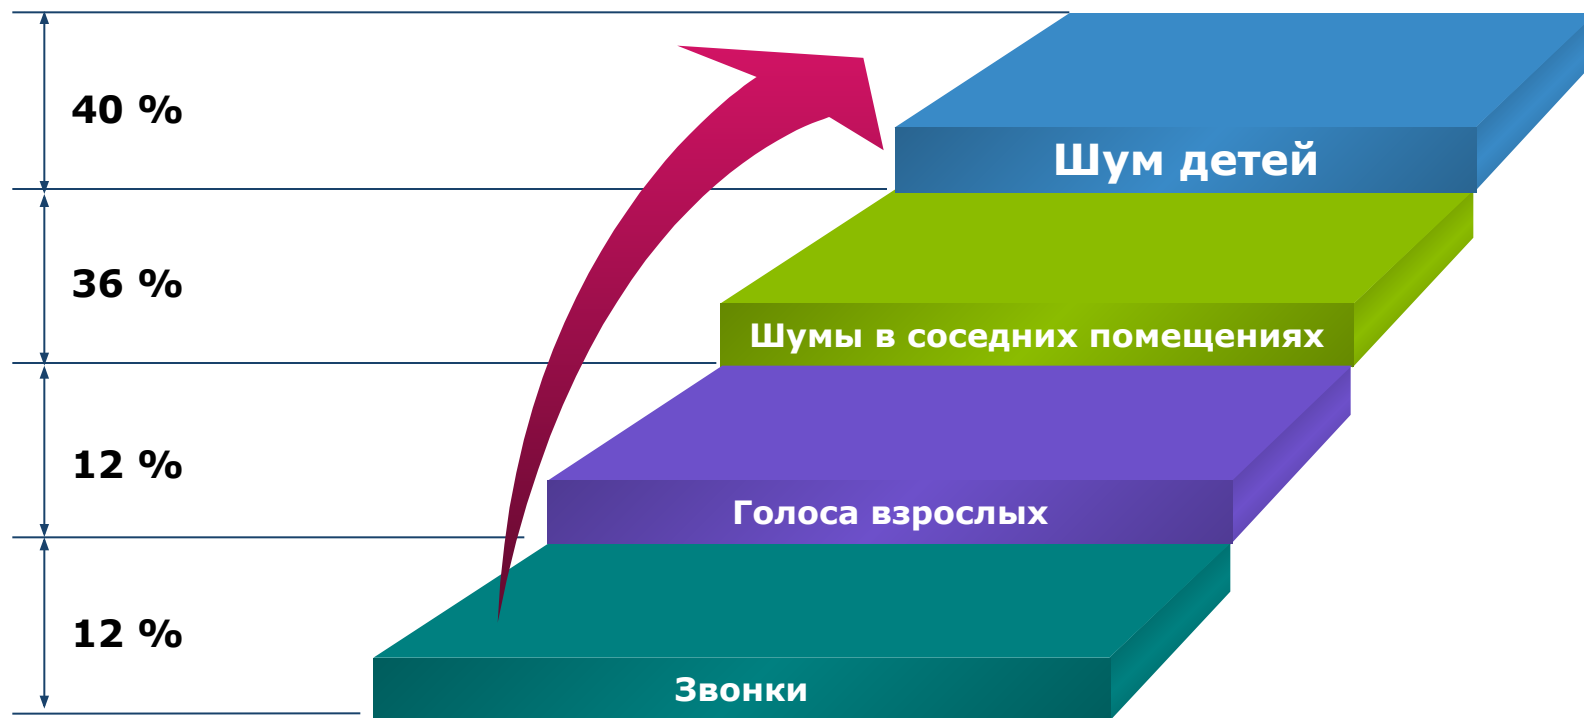 40 %
Шум детей
36 %
Шумы в соседних помещениях
12 %
Голоса взрослых
12 %
Звонки